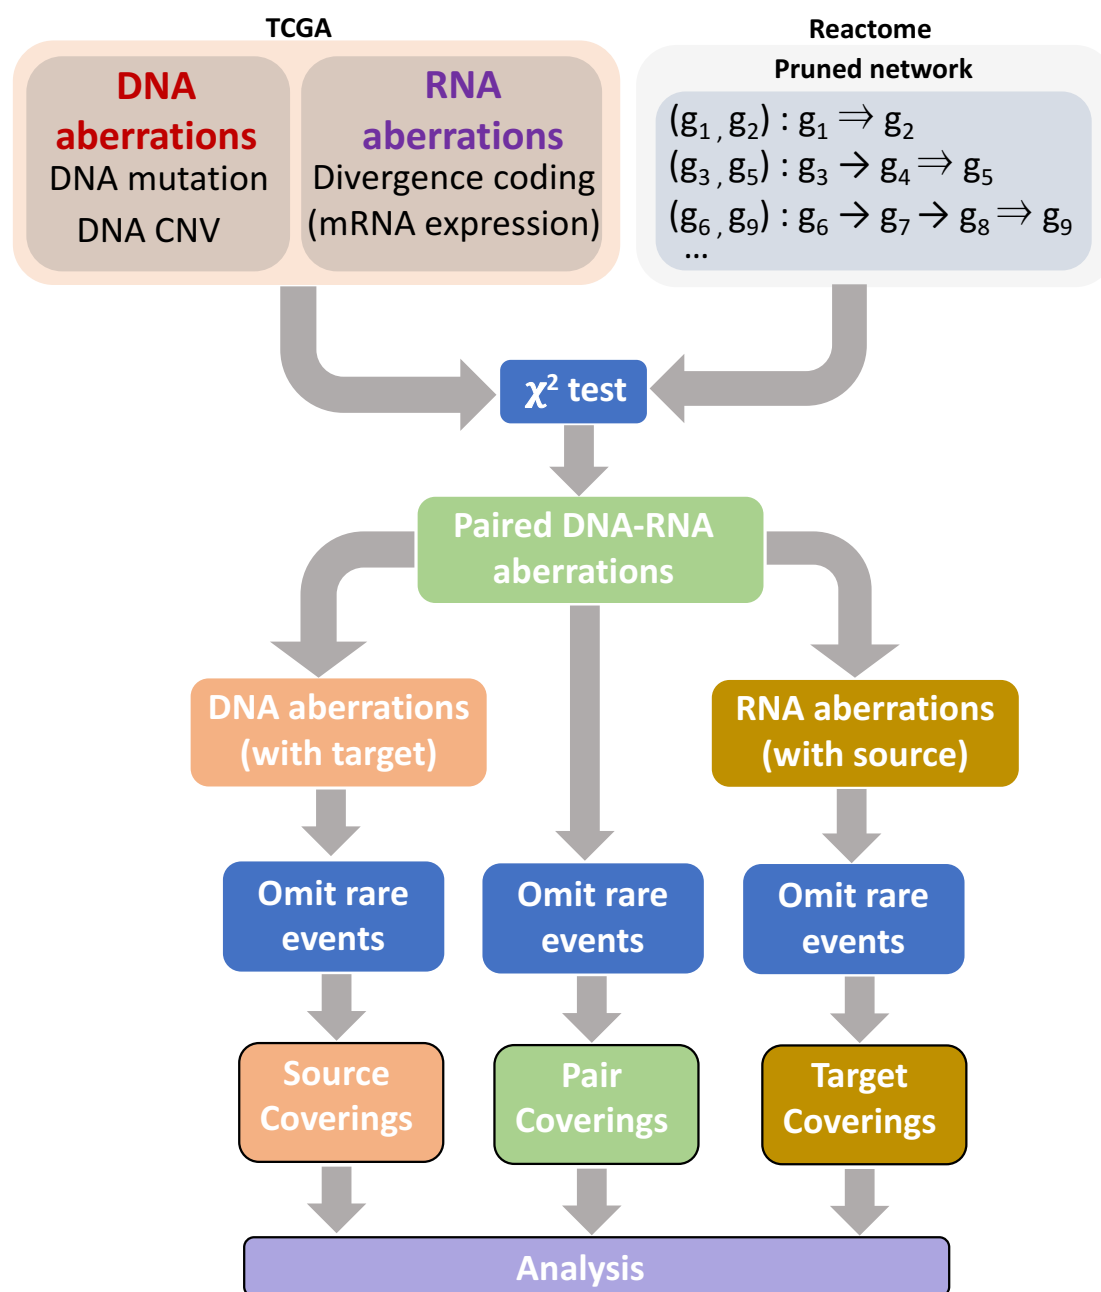 TCGA
DNA
aberrations
DNA mutation
DNA CNV
RNA
aberrations
Divergence coding
(mRNA expression)
Reactome
Pruned network
(g₁ , g₂) : g₁ ⇒ g₂
(g₃ , g₅) : g₃ → g₄ ⇒ g₅
(g₆ , g₉) : g₆ → g₇ → g₈ ⇒ g₉
...
χ² test
Paired DNA-RNA
aberrations
DNA aberrations
(with target)
RNA aberrations
(with source)
Omit rare
events
Omit rare
events
Omit rare
events
Source
Coverings
Pair
Coverings
Target
Coverings
Analysis